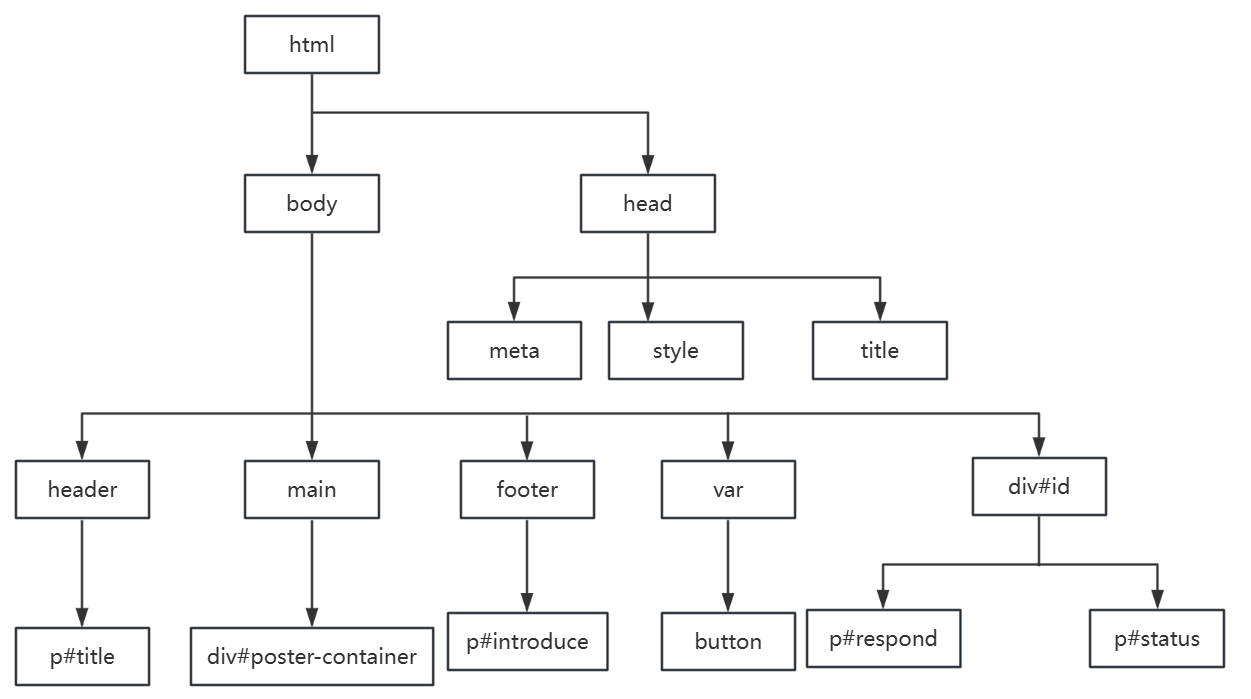 html
body
head
meta
style
title
header
main
footer
var
div#id
p#title
div#poster-container
p#introduce
button
p#respond
p#status